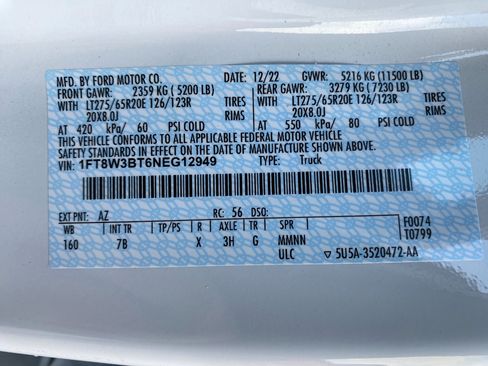 MFD. BY FORD MOTOR CO. DATE: 12/22 GVWR: 5216 KG (11500 LB)
FRONT GAWR: 2359 KG ( 5200 LB) REAR GAWR: 3279 KG ( 7230 LB)
WITH LT275/65R20E 126/123R TIRES WITH LT275/65R20E 126/123R TIRES
20X8.0J RIMS 20X8.0J RIMS
AT 420 kPa/ 60 PSI COLD AT 550 kPa/ 80 PSI COLD
THIS VEHICLE CONFORMS TO ALL APPLICABLE FEDERAL MOTOR VEHICLE
SAFETY AND THEFT PREVENTION STANDARDS IN EFFECT ON THE DATE OF MANUFACTURE SHOWN ABOVE.
VIN: 1FT8W3BT6NEG12949 TYPE: Truck
EXT PNT: AZ RC: 56 DSO: F0074
WB INT TR TP/PS R AXLE TR SPR T0799
160 7B X 3H G MMNN
ULC ▽ 5U5A-3520472-AA